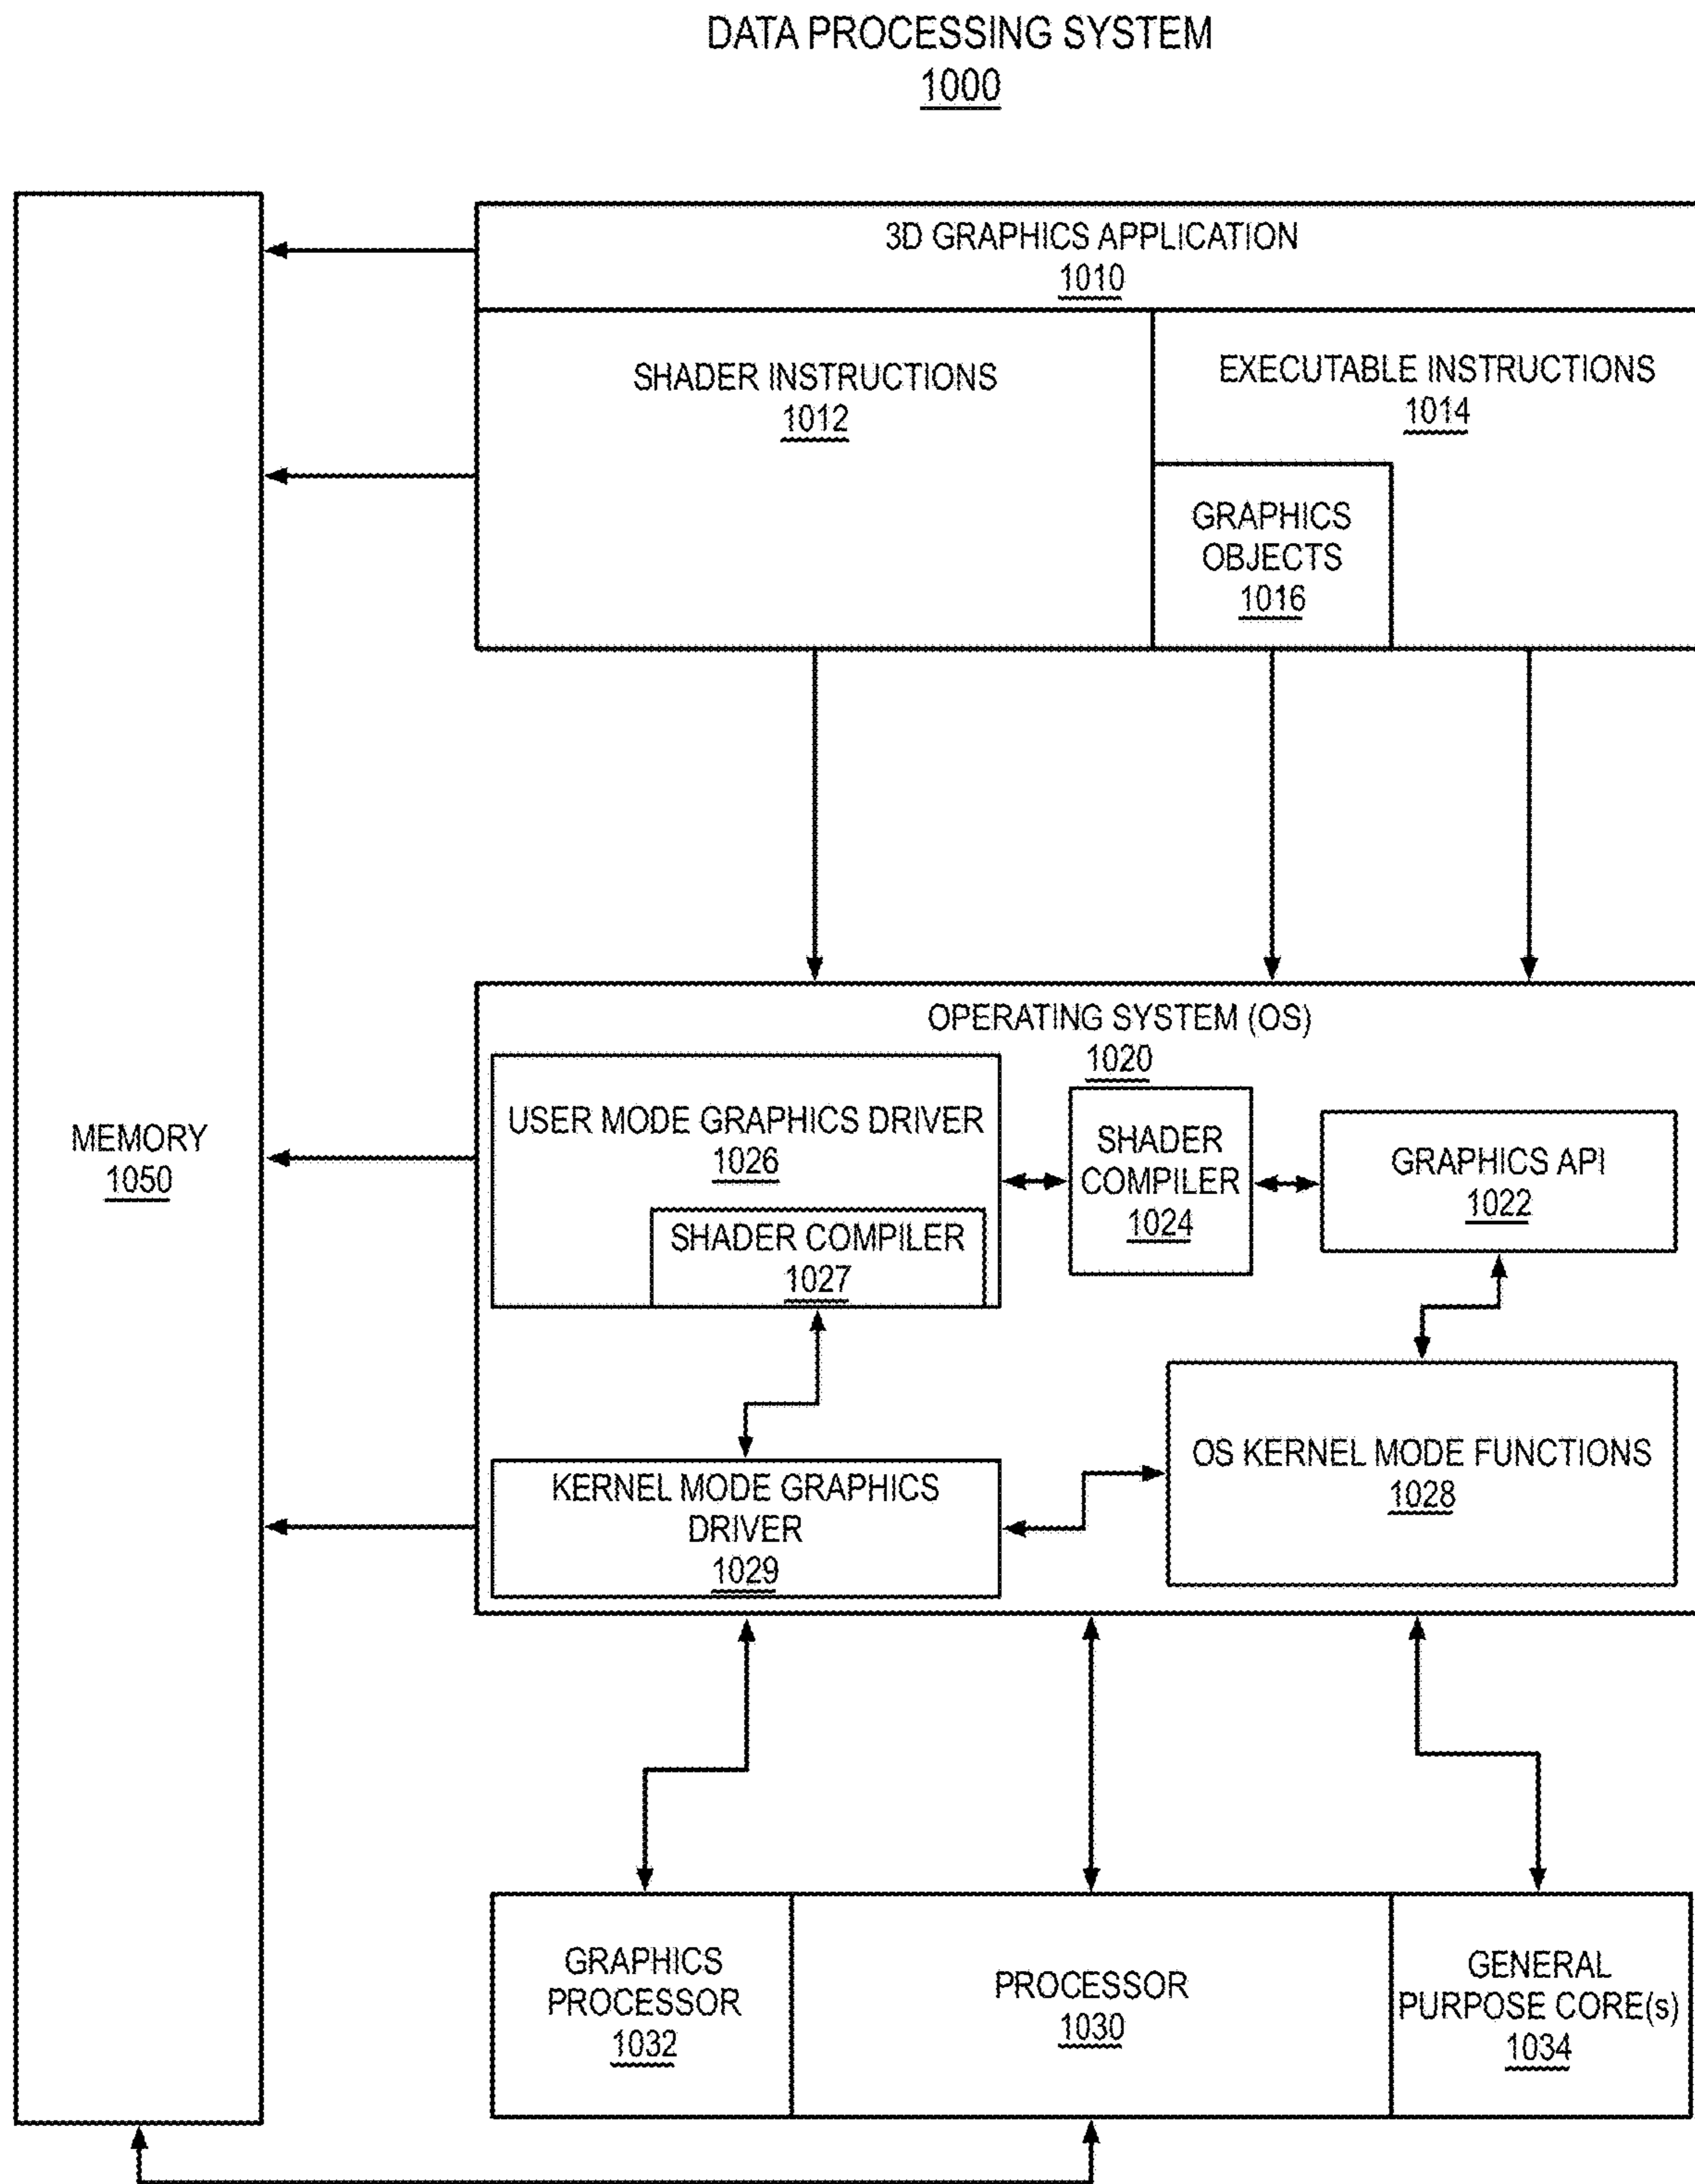 DATA PROCESSING SYSTEM
1000
3D GRAPHICS APPLICATION
1010
SHADER INSTRUCTIONS
1012
EXECUTABLE INSTRUCTIONS
1014
GRAPHICS
OBJECTS
1016
OPERATING SYSTEM (OS)
1020
USER MODE GRAPHICS DRIVER
1026
SHADER COMPILER
1027
SHADER
COMPILER
1024
GRAPHICS API
1022
MEMORY
1050
KERNEL MODE GRAPHICS
DRIVER
1029
OS KERNEL MODE FUNCTIONS
1028
GRAPHICS
PROCESSOR
1032
PROCESSOR
1030
GENERAL
PURPOSE CORE(s)
1034